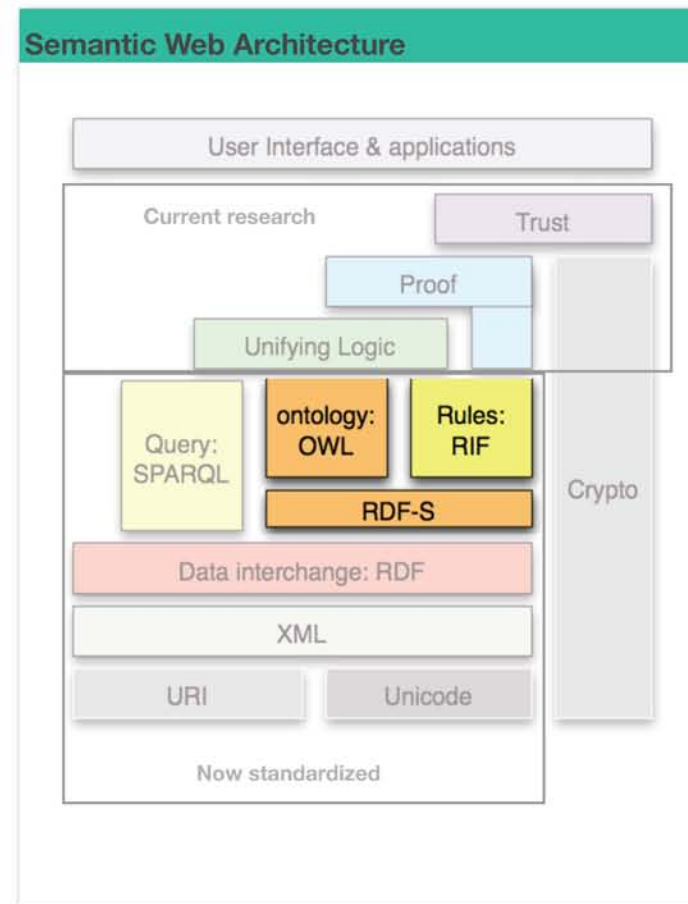 Semantic Web Architecture
User Interface & applications
Current research
Trust
Proof
Unifying Logic
Query:
SPARQL
ontology:
OWL
Rules:
RIF
Crypto
RDF-S
Data interchange: RDF
XML
URI
Unicode
Now standardized